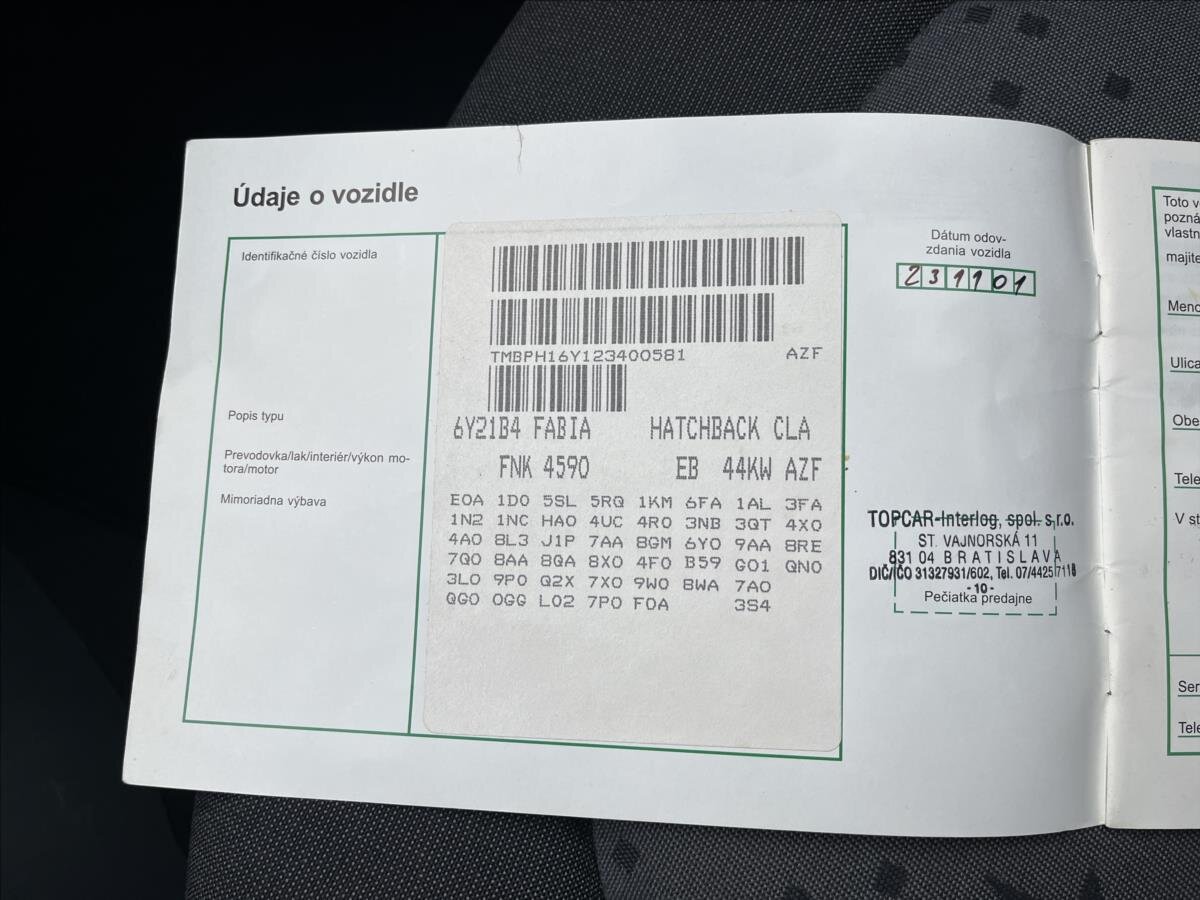 Údaje o vozidle
Identifikačné číslo vozidla
TMBPH16Y123400581 AZF
Popis typu
6Y21B4 FABIA HATCHBACK CLA
Prevodovka/lak/interiér/výkon mo-
tora/motor
FNK 4590 EB 44KW AZF
Mimoriadna výbava
E0A 1D0 5SL 5RQ 1KM 6FA 1AL 3FA
1N2 1NC HA0 4UC 4R0 3NB 3QT 4X0
4A0 8L3 J1P 7AA 8GM 6Y0 9AA 8RE
7Q0 8AA 8QA 8X0 4F0 B59 G01 QN0
3L0 9P0 Q2X 7X0 9W0 8WA 7A0
QG0 0GG L02 7P0 F0A 3S4
Dátum odov-
zdania vozidla
231101
TOPCAR-Interlog, spol. s.r.o.
ST. VAJNORSKÁ 11
831 04 BRATISLAVA
DIČ/IČO 31327931/602, Tel. 07/4425 7118
-10-
Pečiatka predajne
Toto v
pozná
vlastn
majite
Meno
Ulica
Obe
Tele
V st
Ser
Tele